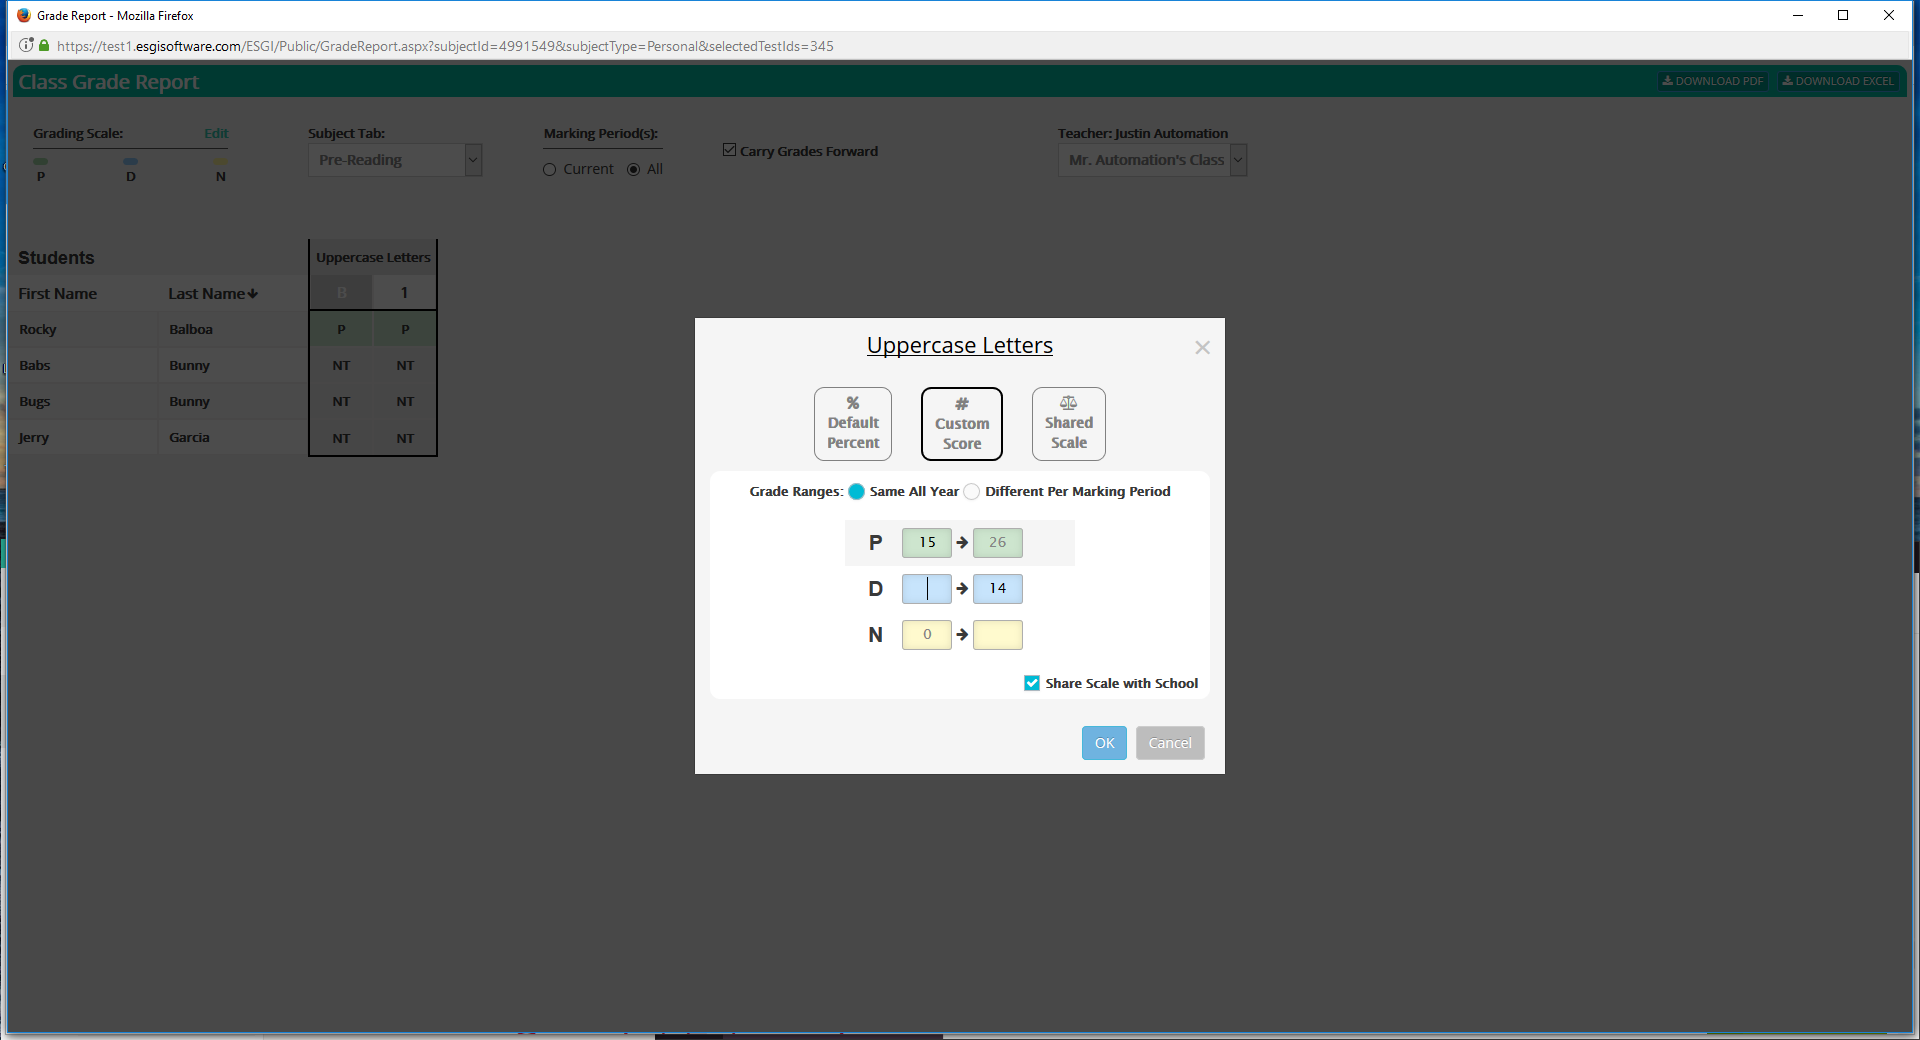 Grade Report - Mozilla Firefox
https://test1.esgisoftware.com/ESGI/Public/GradeReport.aspx?subjectId=4991549&subjectType=Personal&selectedTestIds=345
Class Grade Report
DOWNLOAD PDF
DOWNLOAD EXCEL
Grading Scale: Edit
P D N
Subject Tab:
Pre-Reading
Marking Period(s):
Current All
Carry Grades Forward
Teacher: Justin Automation
Mr. Automation's Class
Students Uppercase Letters
First Name Last Name B 1
Rocky Balboa P P
Babs Bunny NT NT
Bugs Bunny NT NT
Jerry Garcia NT NT
Uppercase Letters
%
Default
Percent
#
Custom
Score
Shared
Scale
Grade Ranges: Same All Year Different Per Marking Period
P 15 26
D 14
N 0
Share Scale with School
OK Cancel